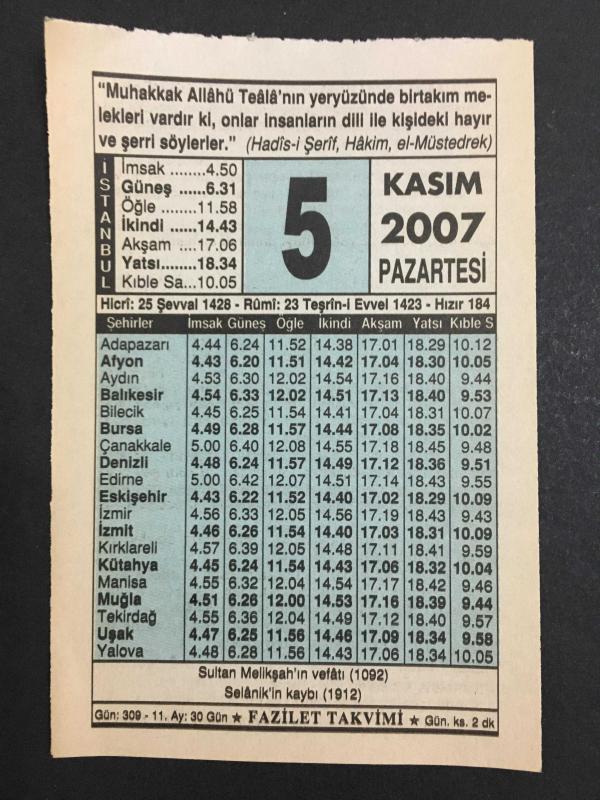 “Muhakkak Allâhü Teâlâ’nın yeryüzünde birtakım me-
lekleri vardır ki, onlar insanların dili ile kişideki hayır
ve şerri söylerler.” (Hadîs-i Şerîf, Hâkim, el-Müstedrek)
İSTANBUL
İmsak ........4.50
Güneş ......6.31
Öğle ........11.58
İkindi ......14.43
Akşam ....17.06
Yatsı........18.34
Kıble Sa...10.05
5
KASIM
2007
PAZARTESİ
Hicrî: 25 Şevval 1428 - Rûmî: 23 Teşrîn-i Evvel 1423 - Hızır 184
Şehirler İmsak Güneş Öğle İkindi Akşam Yatsı Kıble S
Adapazarı 4.44 6.24 11.52 14.38 17.01 18.29 10.12
Afyon 4.43 6.20 11.51 14.42 17.04 18.30 10.05
Aydın 4.53 6.30 12.02 14.54 17.16 18.40 9.44
Balıkesir 4.54 6.33 12.02 14.51 17.13 18.40 9.53
Bilecik 4.45 6.25 11.54 14.41 17.04 18.31 10.07
Bursa 4.49 6.28 11.57 14.44 17.08 18.35 10.02
Çanakkale 5.00 6.40 12.08 14.55 17.18 18.45 9.48
Denizli 4.48 6.24 11.57 14.49 17.12 18.36 9.51
Edirne 5.00 6.42 12.07 14.51 17.14 18.43 9.55
Eskişehir 4.43 6.22 11.52 14.40 17.02 18.29 10.09
İzmir 4.56 6.33 12.05 14.56 17.19 18.43 9.43
İzmit 4.46 6.26 11.54 14.40 17.03 18.31 10.09
Kırklareli 4.57 6.39 12.05 14.48 17.11 18.41 9.59
Kütahya 4.45 6.24 11.54 14.43 17.06 18.32 10.04
Manisa 4.55 6.32 12.04 14.54 17.17 18.42 9.46
Muğla 4.51 6.26 12.00 14.53 17.16 18.39 9.44
Tekirdağ 4.55 6.36 12.04 14.49 17.12 18.40 9.57
Uşak 4.47 6.25 11.56 14.46 17.09 18.34 9.58
Yalova 4.48 6.28 11.56 14.43 17.06 18.34 10.05
Sultan Melikşah’ın vefâtı (1092)
Selânik’in kaybı (1912)
Gün: 309 - 11. Ay: 30 Gün ★ FAZİLET TAKVİMİ ★ Gün. ks. 2 dk